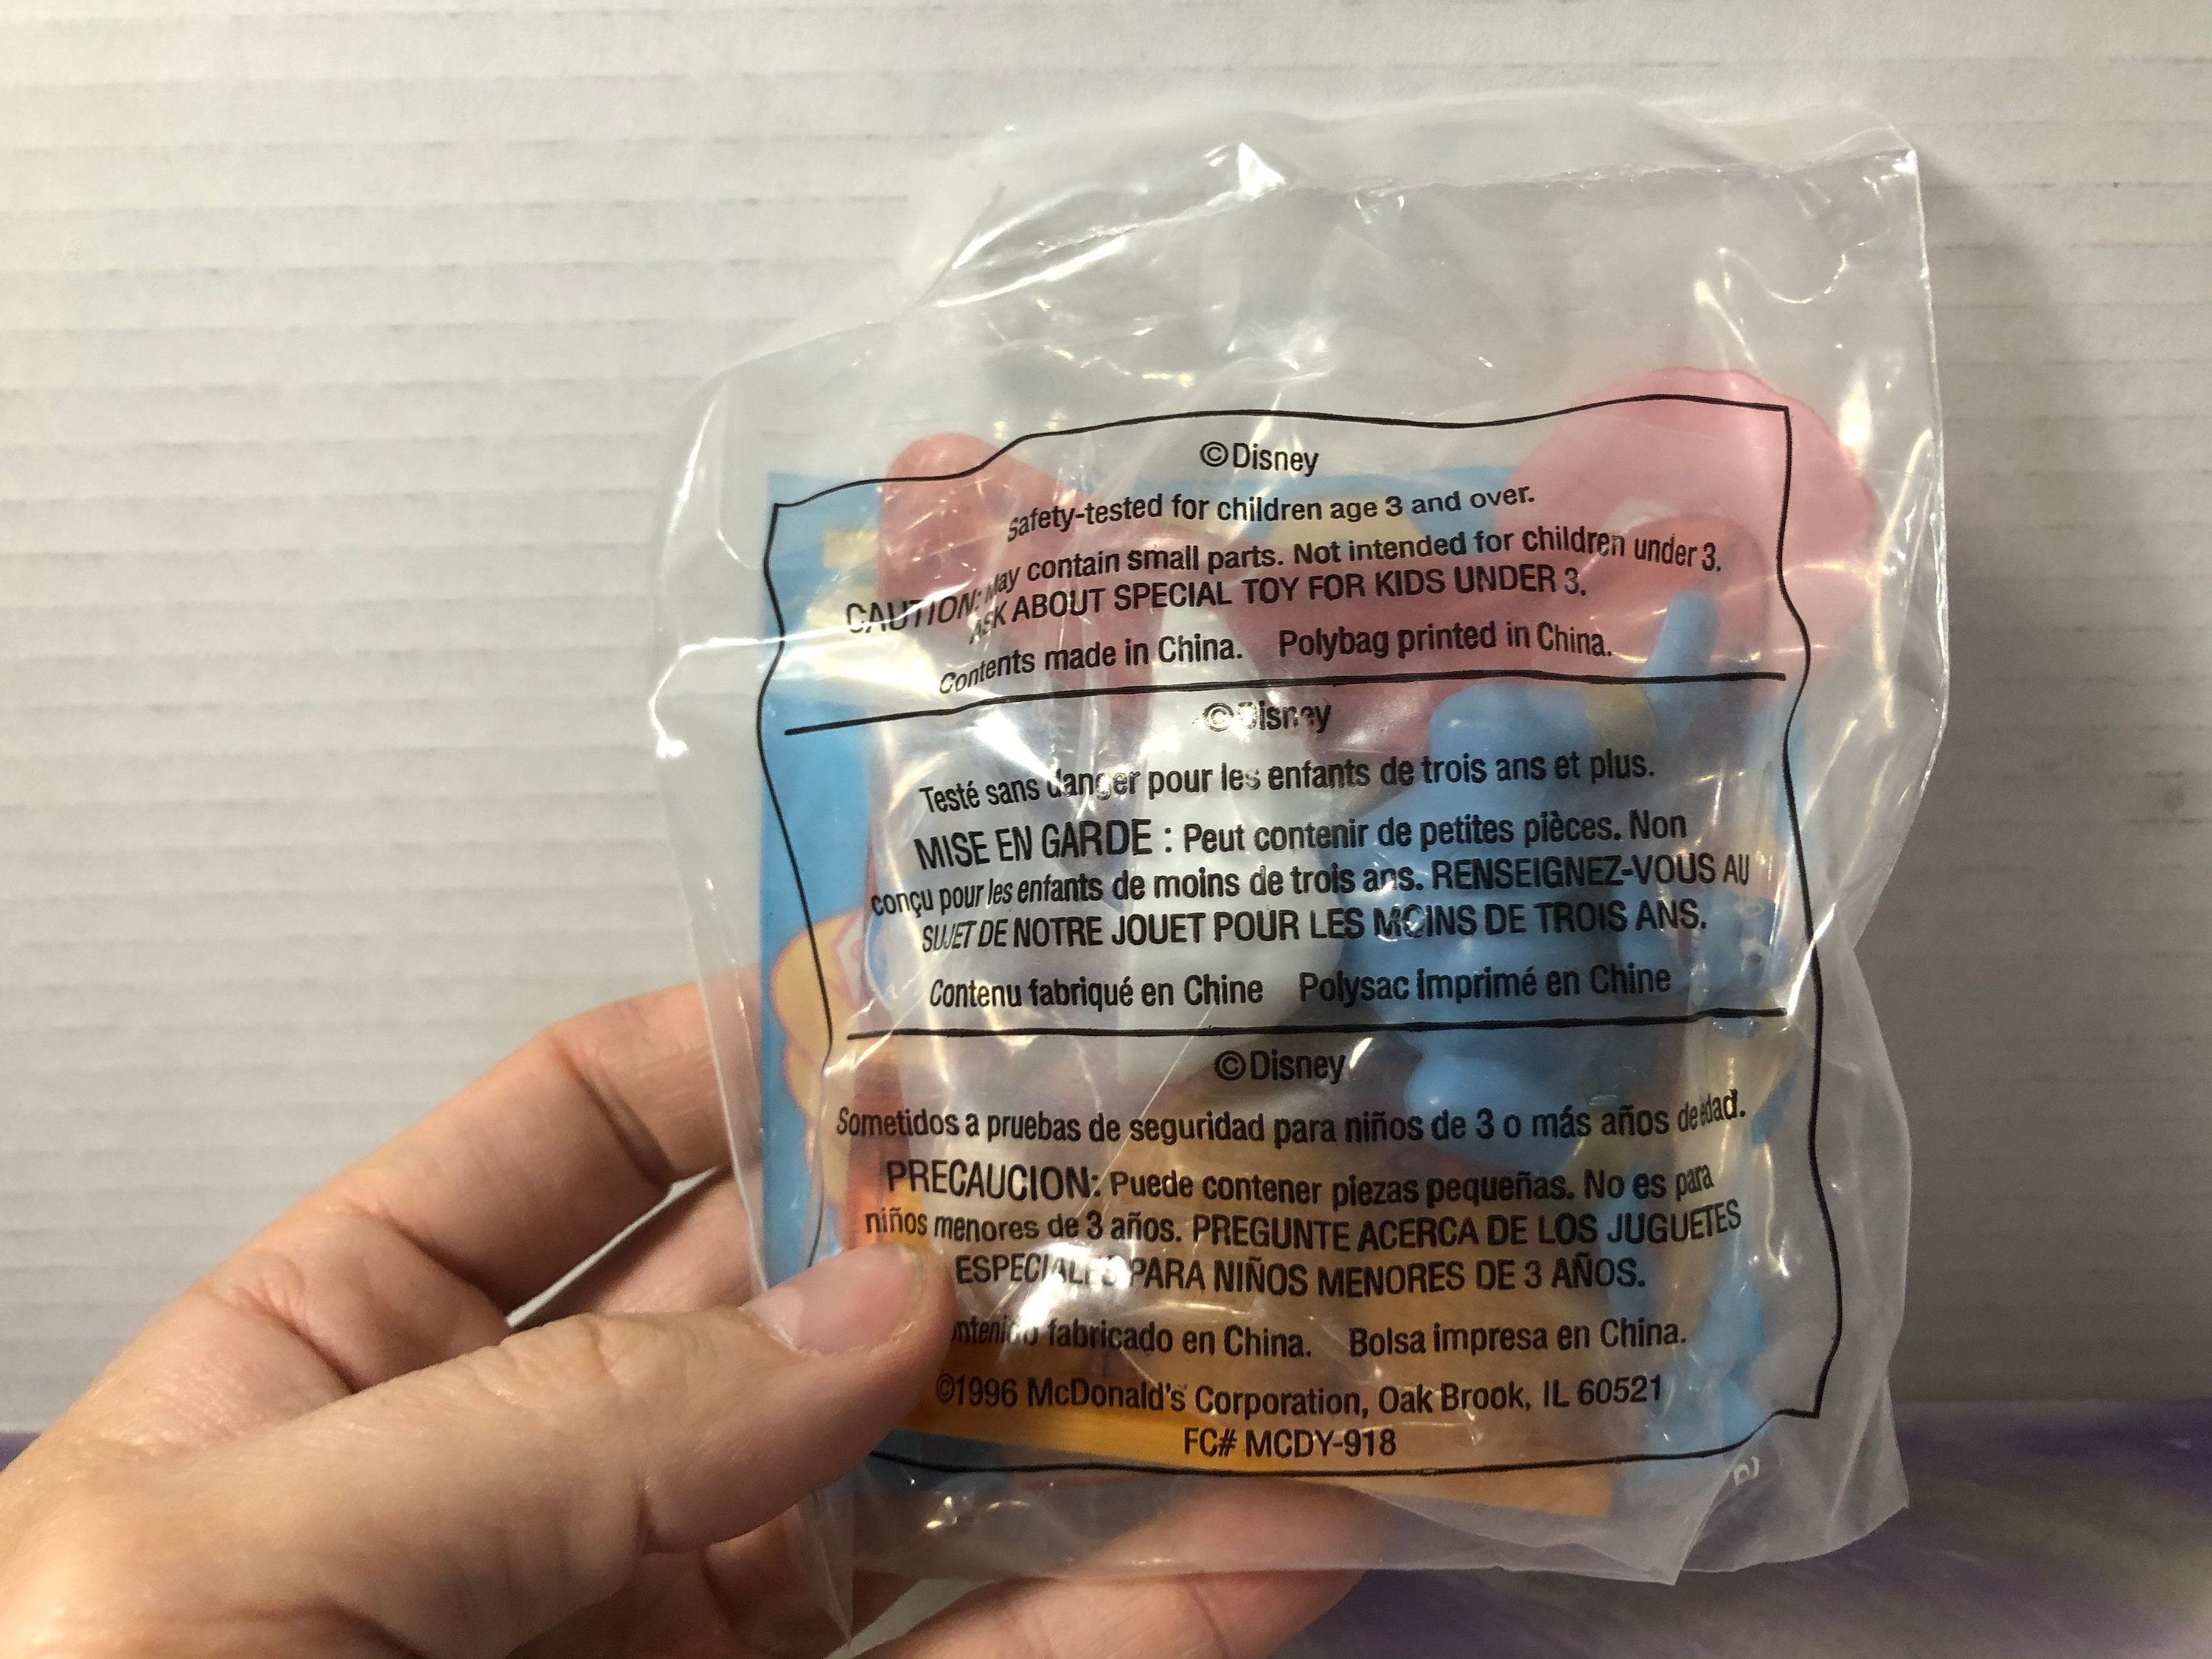 ©Disney
Safety-tested for children age 3 and over.
CAUTION: May contain small parts. Not intended for children under 3.
ASK ABOUT SPECIAL TOY FOR KIDS UNDER 3.
Contents made in China. Polybag printed in China.
©Disney
Testé sans danger pour les enfants de trois ans et plus.
MISE EN GARDE : Peut contenir de petites pièces. Non
conçu pour les enfants de moins de trois ans. RENSEIGNEZ-VOUS AU
SUJET DE NOTRE JOUET POUR LES MOINS DE TROIS ANS.
Contenu fabriqué en Chine Polysac imprimé en Chine
©Disney
Sometidos a pruebas de seguridad para niños de 3 o más años de edad.
PRECAUCION: Puede contener piezas pequeñas. No es para
niños menores de 3 años. PREGUNTE ACERCA DE LOS JUGUETES
ESPECIALES PARA NIÑOS MENORES DE 3 AÑOS.
fabricado en China. Bolsa impresa en China.
©1996 McDonald's Corporation, Oak Brook, IL 60521
FC# MCDY-918